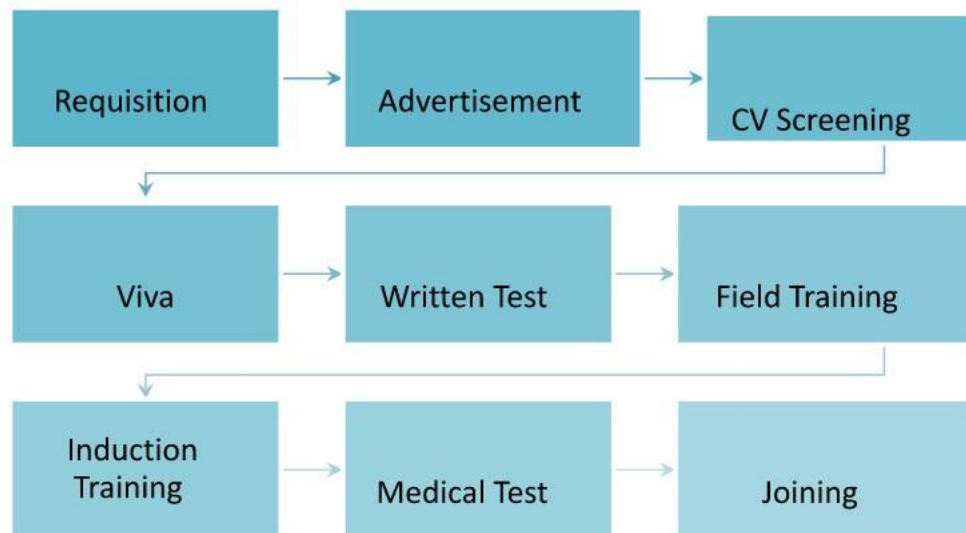 Requisition
Advertisement
CV Screening
Viva
Written Test
Field Training
Induction
Training
Medical Test
Joining